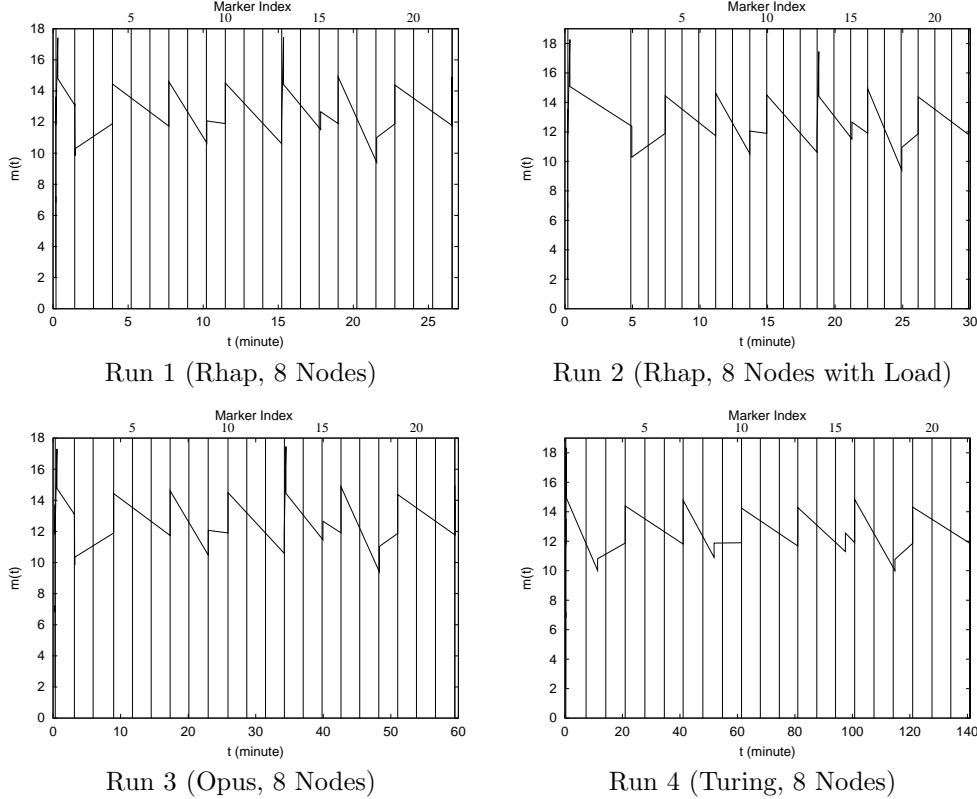 Marker Index
5 10 15 20
18
16
14
12
10
8
6
4
2
0
m(t)
0 5 10 15 20 25
t (minute)
Run 1 (Rhap, 8 Nodes)
Marker Index
5 10 15 20
18
16
14
12
10
8
6
4
2
0
m(t)
0 5 10 15 20 25 30
t (minute)
Run 2 (Rhap, 8 Nodes with Load)
Marker Index
5 10 15 20
18
16
14
12
10
8
6
4
2
0
m(t)
0 10 20 30 40 50 60
t (minute)
Run 3 (Opus, 8 Nodes)
Marker Index
5 10 15 20
18
16
14
12
10
8
6
4
2
0
m(t)
0 20 40 60 80 100 120 140
t (minute)
Run 4 (Turing, 8 Nodes)